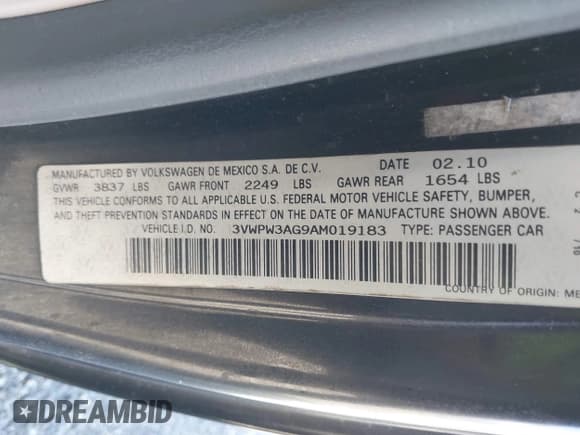 MANUFACTURED BY VOLKSWAGEN DE MEXICO S.A. DE C.V. DATE 02.10
GVWR 3837 LBS GAWR FRONT 2249 LBS GAWR REAR 1654 LBS
THIS VEHICLE CONFORMS TO ALL APPLICABLE U.S. FEDERAL MOTOR VEHICLE SAFETY, BUMPER,
AND THEFT PREVENTION STANDARDS IN EFFECT ON THE DATE OF MANUFACTURE SHOWN ABOVE.
VEHICLE I.D. NO. 3VWPW3AG9AM019183 TYPE: PASSENGER CAR
COUNTRY OF ORIGIN: ME
DREAMBID